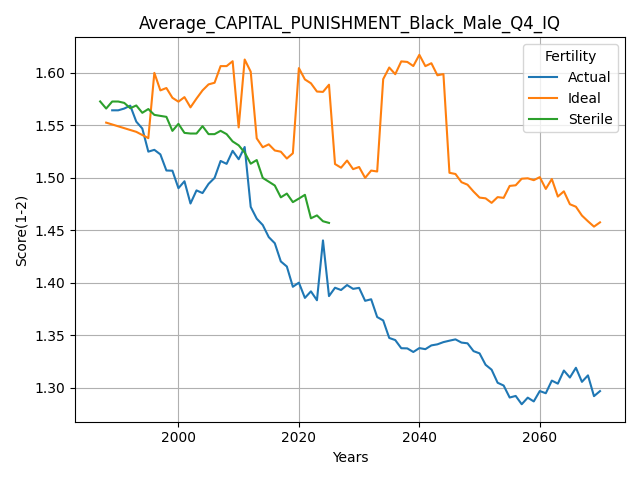 Average_CAPITAL_PUNISHMENT_Black_Male_Q4_IQ
Fertility
Actual
Ideal
Sterile
Score(1-2)
1.60
1.55
1.50
1.45
1.40
1.35
1.30
2000 2020 2040 2060
Years